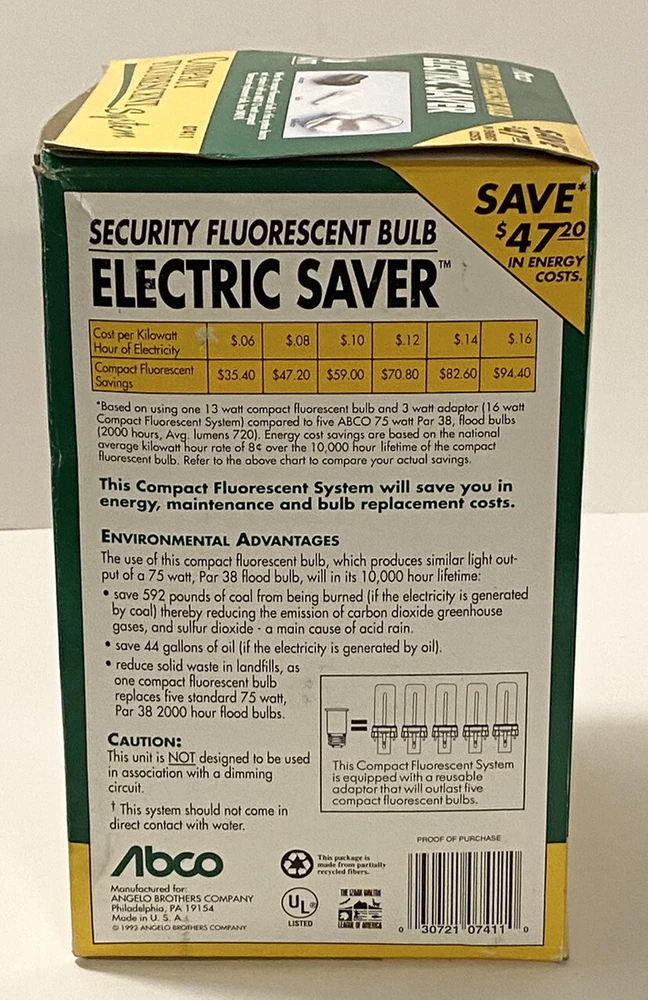 COMPACT
FLUORESCENT
System
07411
Abco
ELECTRIC SAVER
SAVE*
SAVE*
$47.20
IN ENERGY
COSTS.
SECURITY FLUORESCENT BULB
ELECTRIC SAVER™
Cost per Kilowatt
Hour of Electricity $.06 $.08 $.10 $.12 $.14 $.16
Compact Fluorescent
Savings $35.40 $47.20 $59.00 $70.80 $82.60 $94.40
*Based on using one 13 watt compact fluorescent bulb and 3 watt adaptor (16 watt
Compact Fluorescent System) compared to five ABCO 75 watt Par 38, flood bulbs
(2000 hours, Avg. lumens 720). Energy cost savings are based on the national
average kilowatt hour rate of 8¢ over the 10,000 hour lifetime of the compact
fluorescent bulb. Refer to the above chart to compare your actual savings.
This Compact Fluorescent System will save you in
energy, maintenance and bulb replacement costs.
ENVIRONMENTAL ADVANTAGES
The use of this compact fluorescent bulb, which produces similar light out-
put of a 75 watt, Par 38 flood bulb, will in its 10,000 hour lifetime:
• save 592 pounds of coal from being burned (if the electricity is generated
by coal) thereby reducing the emission of carbon dioxide greenhouse
gases, and sulfur dioxide - a main cause of acid rain.
• save 44 gallons of oil (if the electricity is generated by oil).
• reduce solid waste in landfills, as
one compact fluorescent bulb
replaces five standard 75 watt,
Par 38 2000 hour flood bulbs.
=
This Compact Fluorescent System
is equipped with a reusable
adaptor that will outlast five
compact fluorescent bulbs.
CAUTION:
This unit is NOT designed to be used
in association with a dimming
circuit.
† This system should not come in
direct contact with water.
Abco
Manufactured for:
ANGELO BROTHERS COMPANY
Philadelphia, PA 19154
Made in U. S. A.
© 1992 ANGELO BROTHERS COMPANY
This package is
made from partially
recycled fibers.
UL®
LISTED
THE IZAAK WALTON
LEAGUE OF AMERICA
PROOF OF PURCHASE
0 30721 07411 0